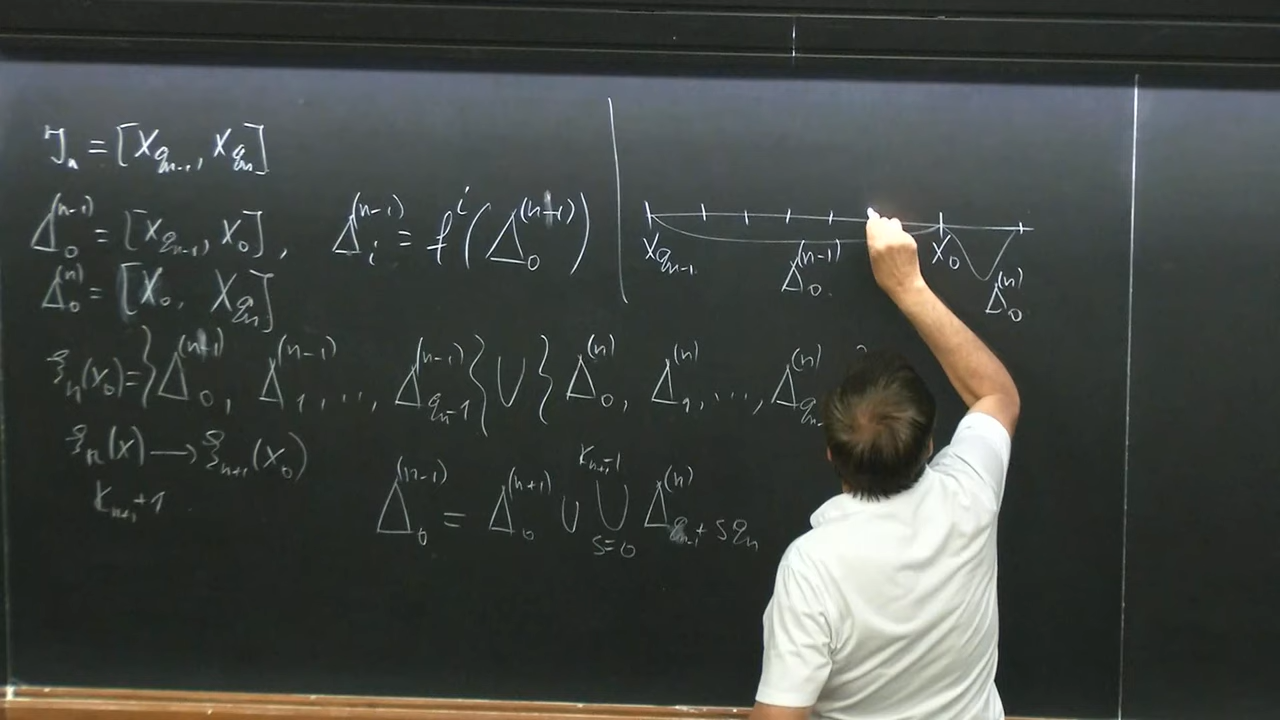 J_n = [X_{q_{n-1}}, X_{q_n}]
Δ_0^{(n-1)} = [X_{q_{n-1}}, X_0], Δ_i^{(n-1)} = f^i(Δ_0^{(n-1)})
Δ_0^{(n)} = [X_0, X_{q_n}]
ξ_n(x_0) = {Δ_0^{(n-1)}, Δ_1^{(n-1)}, ..., Δ_{q_n-1}^{(n-1)}} ∪ {Δ_0^{(n)}, Δ_1^{(n)}, ..., Δ_{q_{n-}}^{(n)}
ξ_n(x) → ξ_{n+1}(x_0)
k_{n+1}+1
Δ_0^{(n-1)} = Δ_0^{(n+1)} ∪ ⋃_{s=0}^{k_{n+1}-1} Δ_{q_{n-1}+sq_n}^{(n)}
X_{q_{n-1}} Δ_0^{(n-1)} X_0 Δ_0^{(n)}